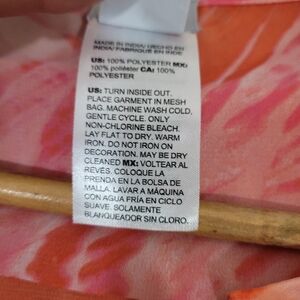 MADE IN INDIA/ HECHO EN
INDIA/ FABRIQUÉ EN INDE
US: 100% POLYESTER MX:
100% poliéster CA: 100%
POLYESTER
US: TURN INSIDE OUT.
PLACE GARMENT IN MESH
BAG. MACHINE WASH COLD,
GENTLE CYCLE. ONLY
NON-CHLORINE BLEACH.
LAY FLAT TO DRY. WARM
IRON. DO NOT IRON ON
DECORATION. MAY BE DRY
CLEANED MX: VOLTEAR AL
REVÉS. COLOQUE LA
PRENDA EN LA BOLSA DE
MALLA. LAVAR A MÁQUINA
CON AGUA FRÍA EN CICLO
SUAVE. SOLAMENTE
BLANQUEADOR SIN CLORO.